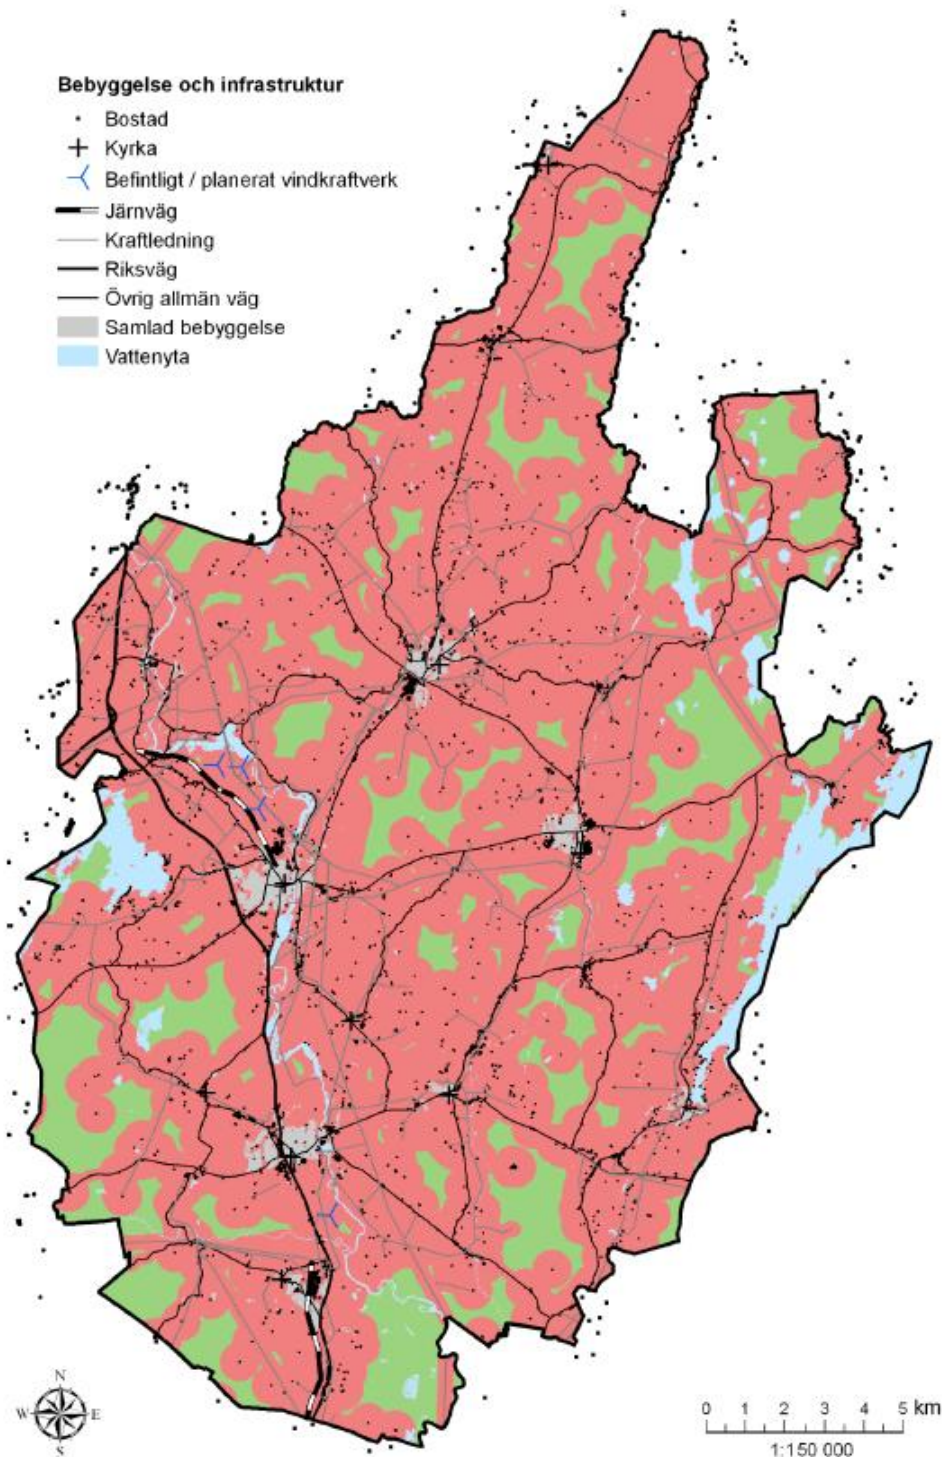 Bebyggelse och infrastruktur
Bostad
Kyrka
Befintligt / planerat vindkraftverk
Järnväg
Kraftledning
Riksväg
Övrig allmän väg
Samlad bebyggelse
Vattenyta
N
W E
S
0 1 2 3 4 5 km
1:150 000